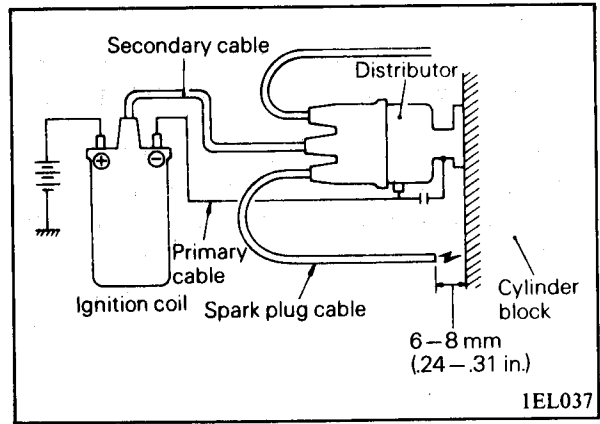 Secondary cable
Distributor
+
−
Primary
cable
Ignition coil
Spark plug cable
Cylinder
block
6–8 mm
(.24–.31 in.)
1EL037